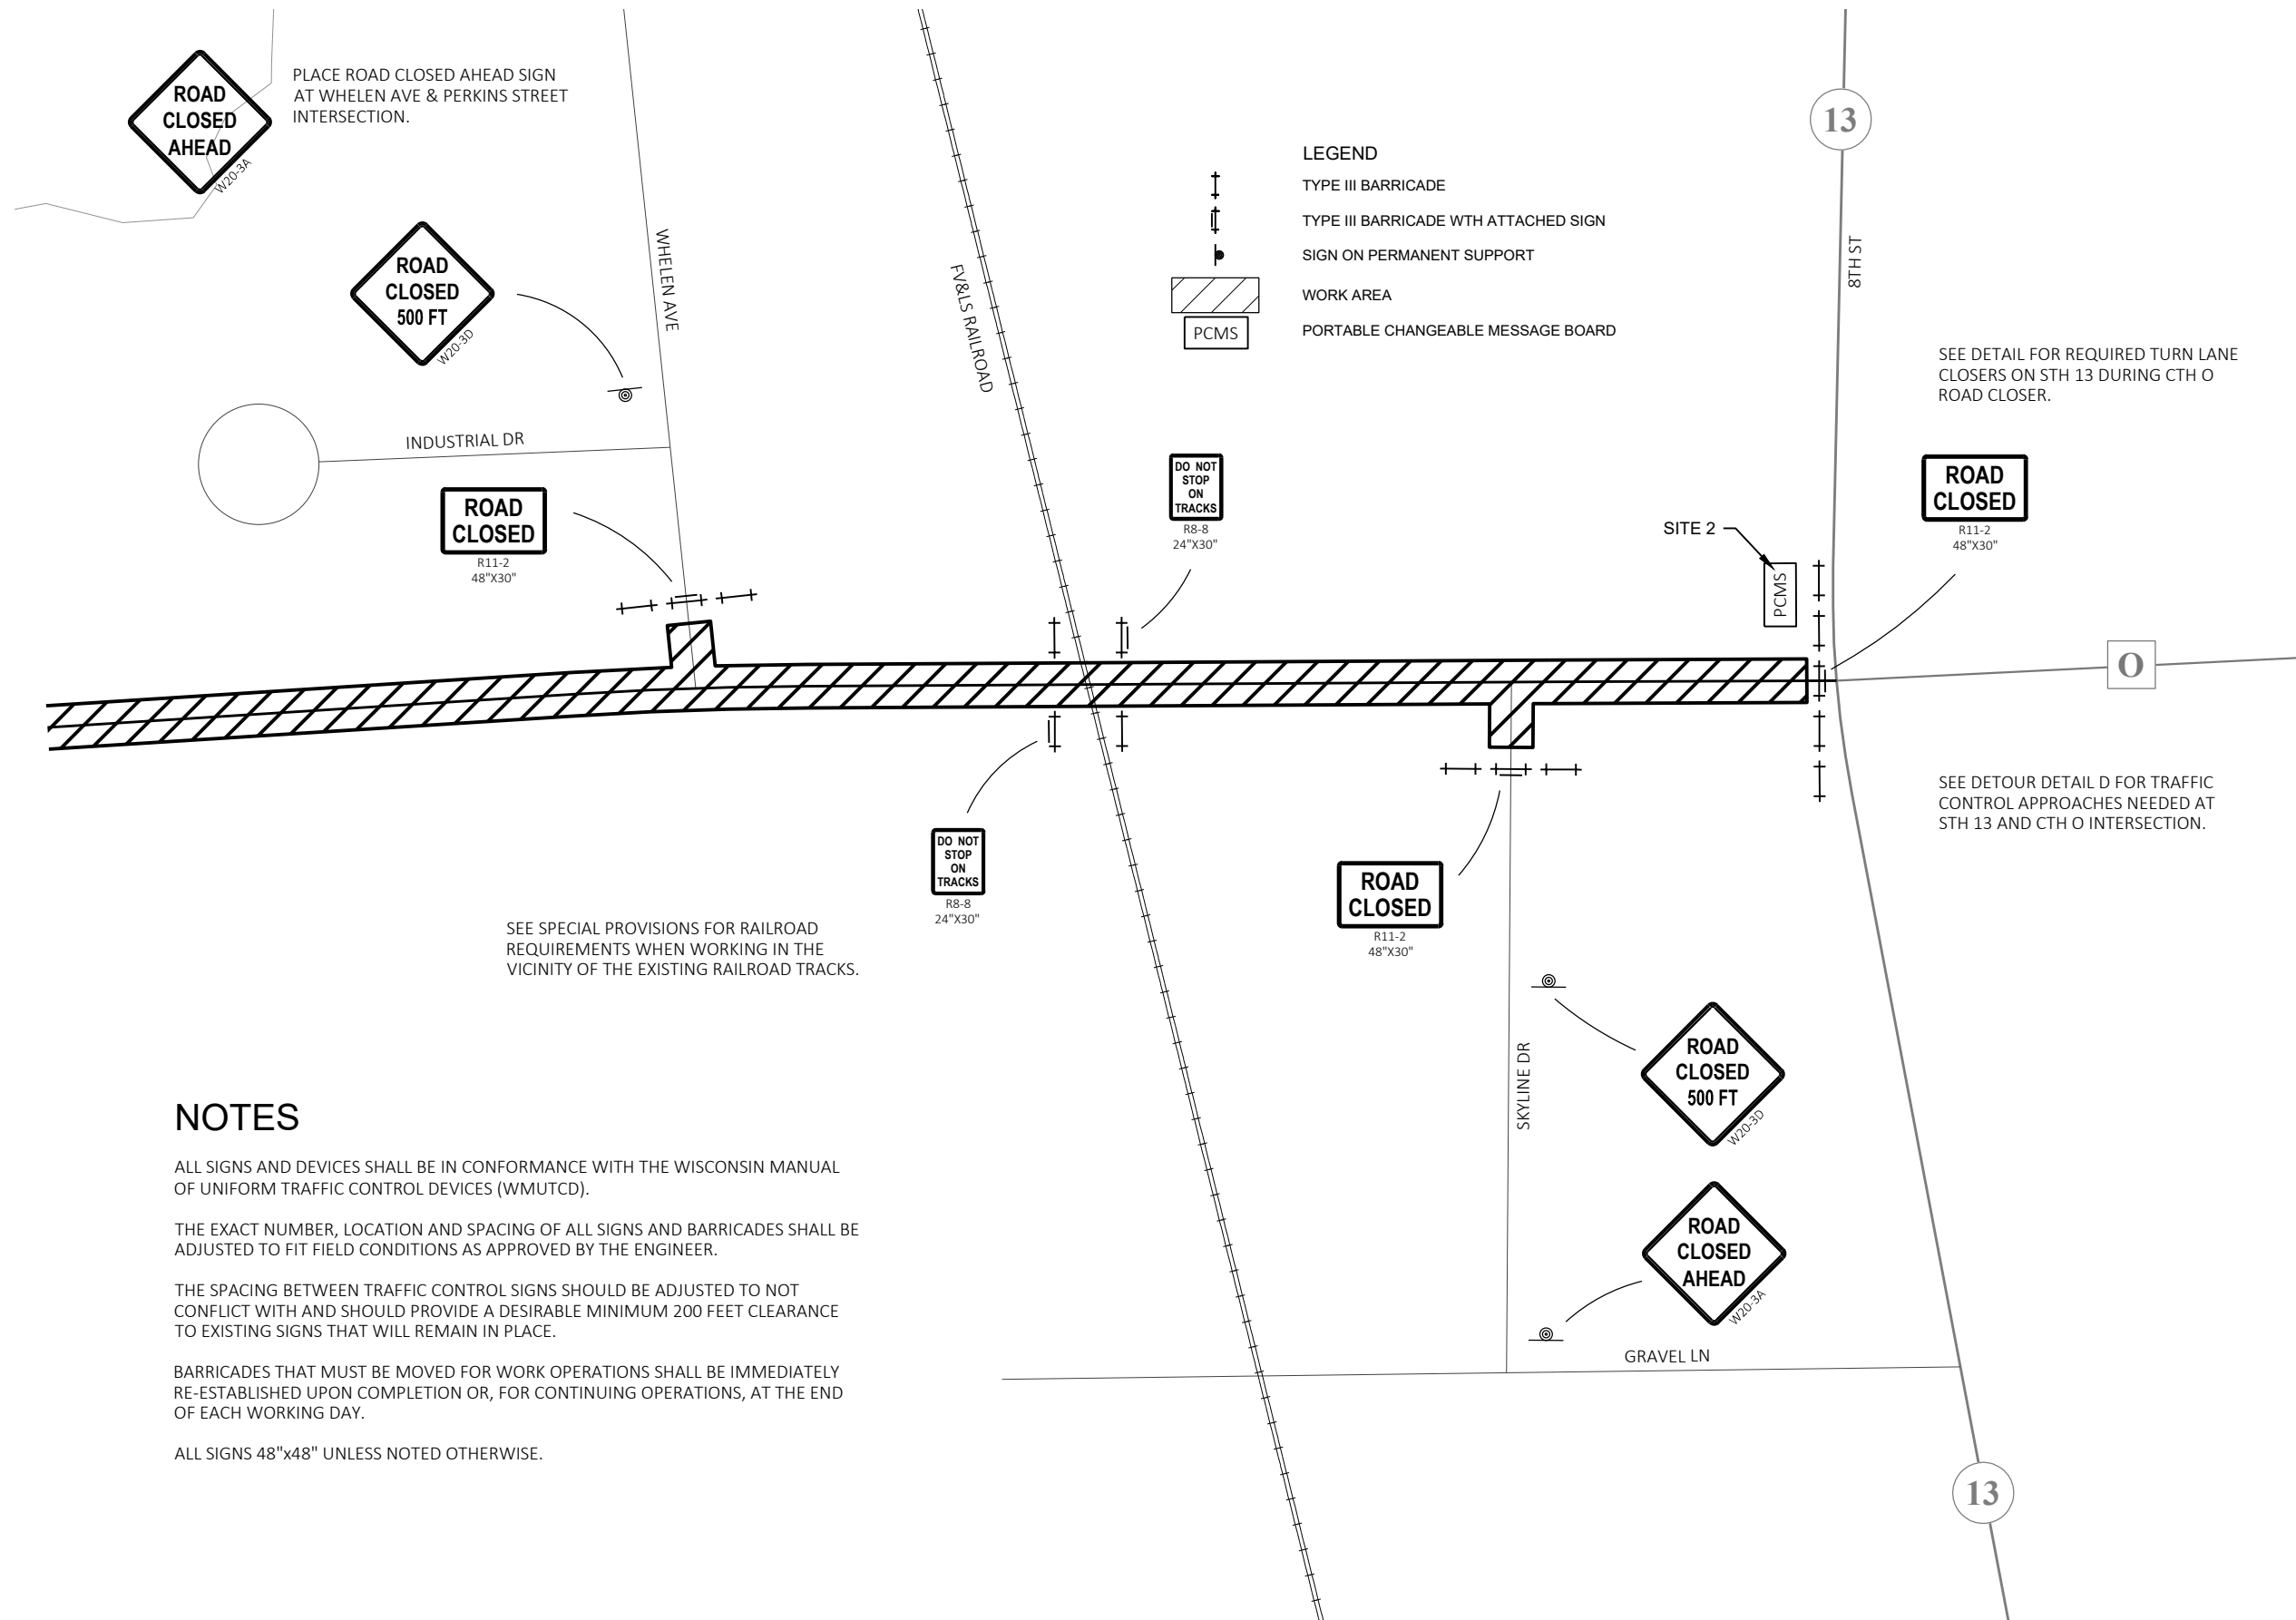 ROAD
CLOSED
AHEAD
W20-3A
PLACE ROAD CLOSED AHEAD SIGN
AT WHELEN AVE & PERKINS STREET
INTERSECTION.
ROAD
CLOSED
500 FT
W20-3D
WHELEN AVE
INDUSTRIAL DR
ROAD
CLOSED
R11-2
48"X30"
FV&LS RAILROAD
LEGEND
TYPE III BARRICADE
TYPE III BARRICADE WTH ATTACHED SIGN
SIGN ON PERMANENT SUPPORT
WORK AREA
PCMS
PORTABLE CHANGEABLE MESSAGE BOARD
13
8TH ST
SEE DETAIL FOR REQUIRED TURN LANE
CLOSERS ON STH 13 DURING CTH O
ROAD CLOSER.
DO NOT
STOP
ON
TRACKS
R8-8
24"X30"
SITE 2
PCMS
ROAD
CLOSED
R11-2
48"X30"
O
SEE DETOUR DETAIL D FOR TRAFFIC
CONTROL APPROACHES NEEDED AT
STH 13 AND CTH O INTERSECTION.
DO NOT
STOP
ON
TRACKS
R8-8
24"X30"
ROAD
CLOSED
R11-2
48"X30"
SEE SPECIAL PROVISIONS FOR RAILROAD
REQUIREMENTS WHEN WORKING IN THE
VICINITY OF THE EXISTING RAILROAD TRACKS.
SKYLINE DR
ROAD
CLOSED
500 FT
W20-3D
ROAD
CLOSED
AHEAD
W20-3A
GRAVEL LN
13
NOTES
ALL SIGNS AND DEVICES SHALL BE IN CONFORMANCE WITH THE WISCONSIN MANUAL
OF UNIFORM TRAFFIC CONTROL DEVICES (WMUTCD).
THE EXACT NUMBER, LOCATION AND SPACING OF ALL SIGNS AND BARRICADES SHALL BE
ADJUSTED TO FIT FIELD CONDITIONS AS APPROVED BY THE ENGINEER.
THE SPACING BETWEEN TRAFFIC CONTROL SIGNS SHOULD BE ADJUSTED TO NOT
CONFLICT WITH AND SHOULD PROVIDE A DESIRABLE MINIMUM 200 FEET CLEARANCE
TO EXISTING SIGNS THAT WILL REMAIN IN PLACE.
BARRICADES THAT MUST BE MOVED FOR WORK OPERATIONS SHALL BE IMMEDIATELY
RE-ESTABLISHED UPON COMPLETION OR, FOR CONTINUING OPERATIONS, AT THE END
OF EACH WORKING DAY.
ALL SIGNS 48"x48" UNLESS NOTED OTHERWISE.